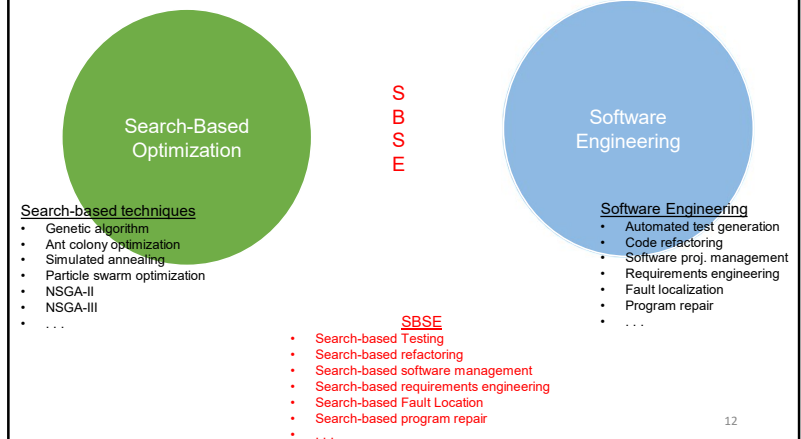 Search-Based
Optimization
S
B
S
E
Software
Engineering
Search-based techniques
• Genetic algorithm
• Ant colony optimization
• Simulated annealing
• Particle swarm optimization
• NSGA-II
• NSGA-III
• . . .
Software Engineering
• Automated test generation
• Code refactoring
• Software proj. management
• Requirements engineering
• Fault localization
• Program repair
• . . .
SBSE
• Search-based Testing
• Search-based refactoring
• Search-based software management
• Search-based requirements engineering
• Search-based Fault Location
• Search-based program repair
• . . .
12